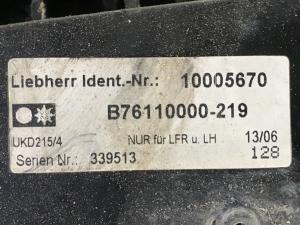 Liebherr Ident.-Nr.: 10005670
B76110000-219
UKD215/4 NUR für LFR u. LH 13/06
Serien Nr.: 339513 128